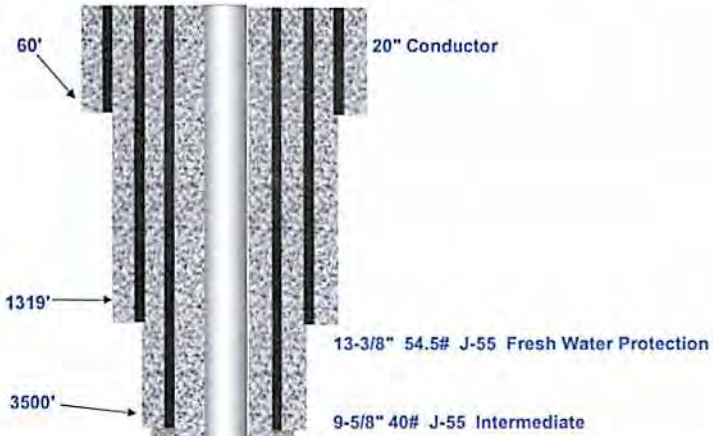 60'
20" Conductor
1319'
13-3/8" 54.5# J-55 Fresh Water Protection
3500'
9-5/8" 40# J-55 Intermediate